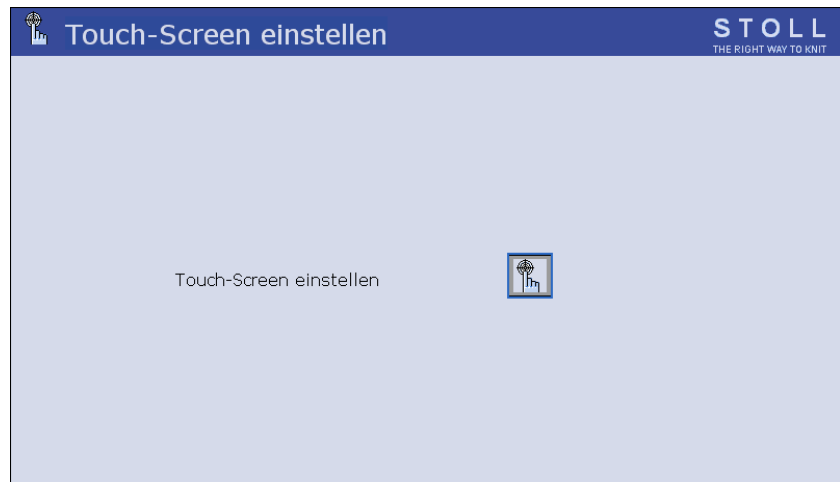 Touch-Screen einstellen
STOLL
THE RIGHT WAY TO KNIT
Touch-Screen einstellen